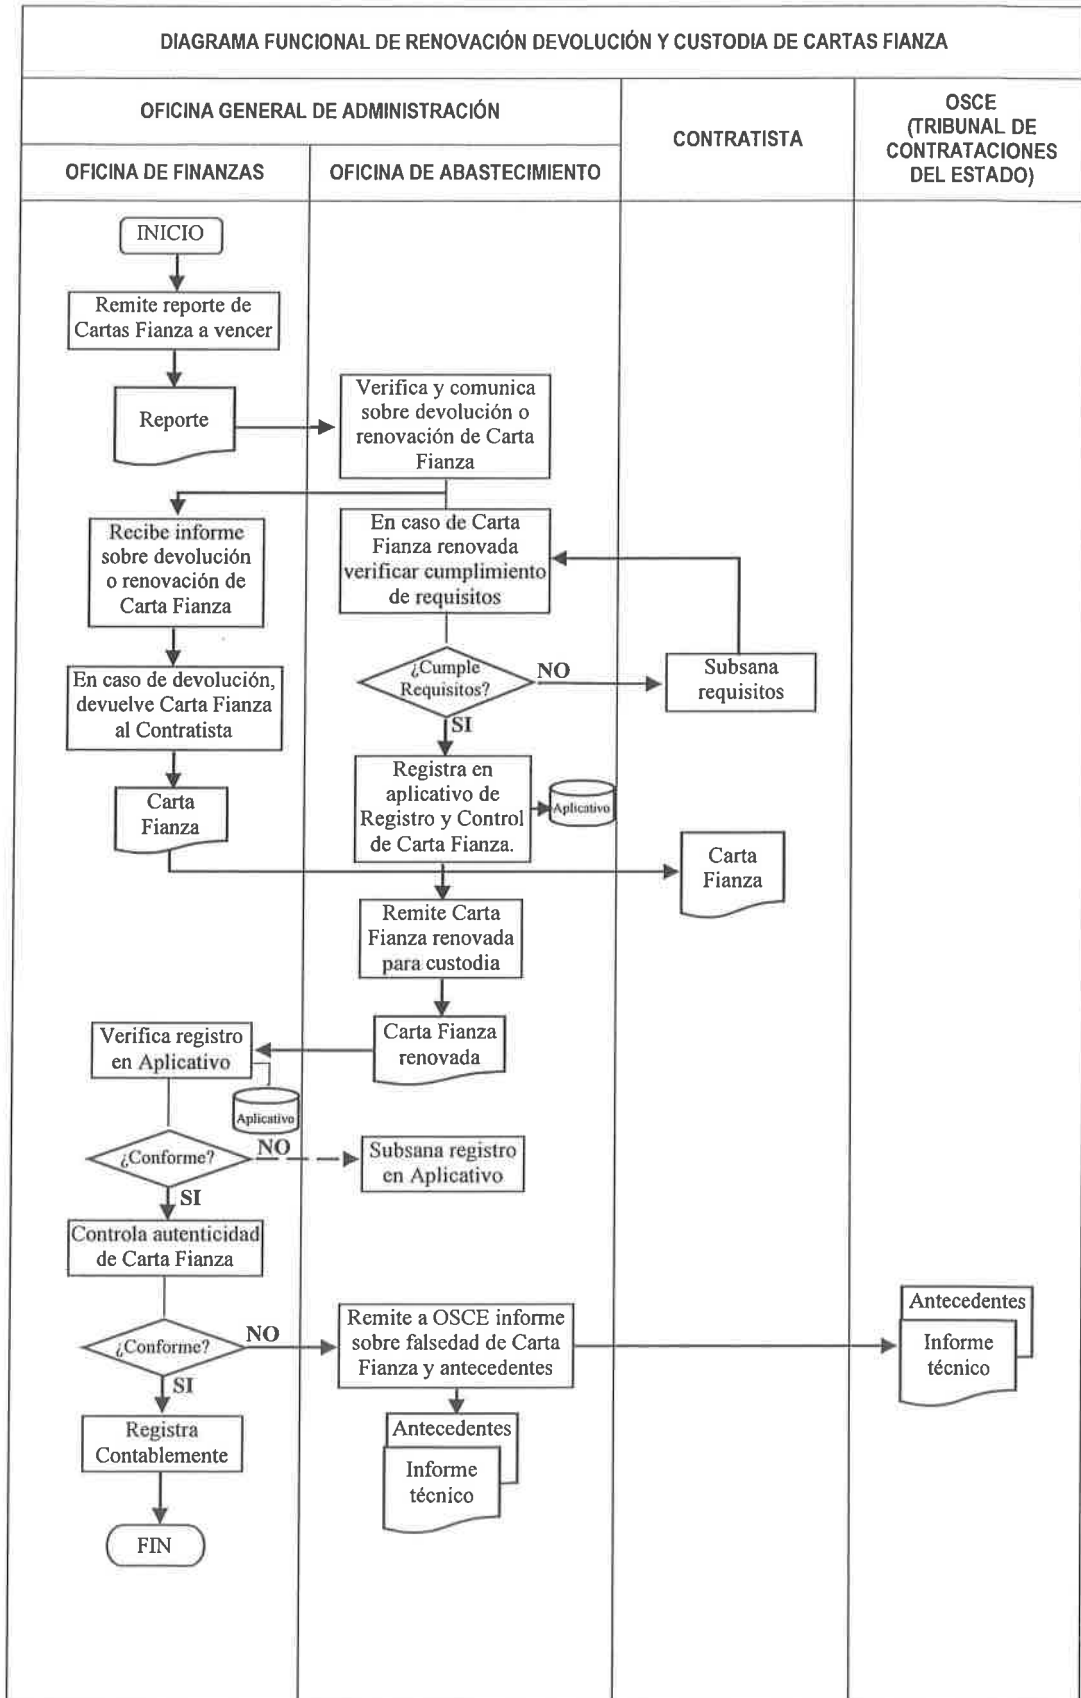 DIAGRAMA FUNCIONAL DE RENOVACIÓN DEVOLUCIÓN Y CUSTODIA DE CARTAS FIANZA
OFICINA GENERAL DE ADMINISTRACIÓN
CONTRATISTA
OSCE
(TRIBUNAL DE
CONTRATACIONES
DEL ESTADO)
OFICINA DE FINANZAS
OFICINA DE ABASTECIMIENTO
INICIO
Remite reporte de
Cartas Fianza a vencer
Reporte
Verifica y comunica
sobre devolución o
renovación de Carta
Fianza
Recibe informe
sobre devolución
o renovación de
Carta Fianza
En caso de Carta
Fianza renovada
verificar cumplimiento
de requisitos
En caso de devolución,
devuelve Carta Fianza
al Contratista
¿Cumple
Requisitos?
NO
Subsana
requisitos
SI
Carta
Fianza
Registra en
aplicativo de
Registro y Control
de Carta Fianza.
Aplicativo
Carta
Fianza
Remite Carta
Fianza renovada
para custodia
Carta Fianza
renovada
Verifica registro
en Aplicativo
Aplicativo
¿Conforme?
NO
Subsana registro
en Aplicativo
SI
Controla autenticidad
de Carta Fianza
¿Conforme?
NO
Remite a OSCE informe
sobre falsedad de Carta
Fianza y antecedentes
Antecedentes
Informe
técnico
SI
Registra
Contablemente
Antecedentes
Informe
técnico
FIN